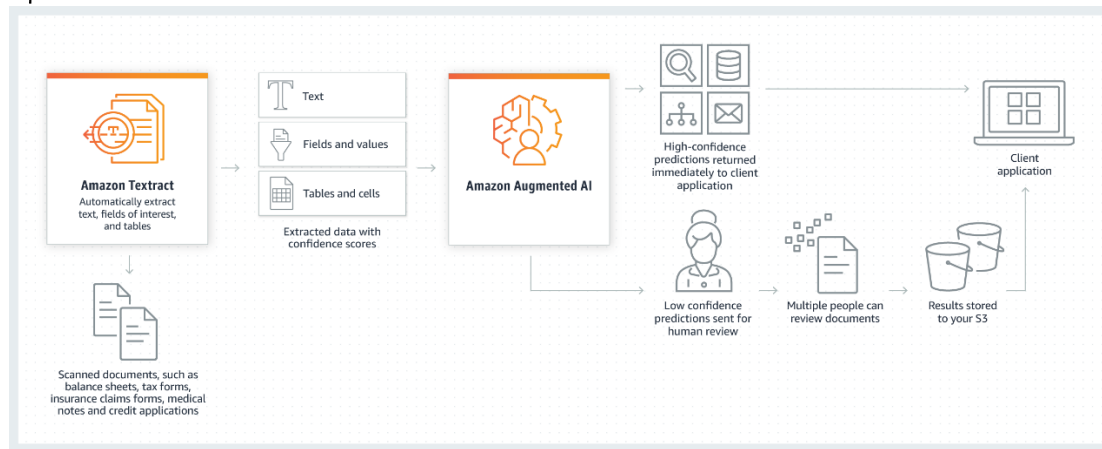 Amazon Textract
Automatically extract
text, fields of interest,
and tables
Scanned documents, such as
balance sheets, tax forms,
insurance claims forms, medical
notes and credit applications
T
T
Text
Fields and values
Tables and cells
Extracted data with
confidence scores
Amazon Augmented AI
High-confidence
predictions returned
immediately to client
application
Low confidence
predictions sent for
human review
Multiple people can
review documents
Results stored
to your S3
Client
application